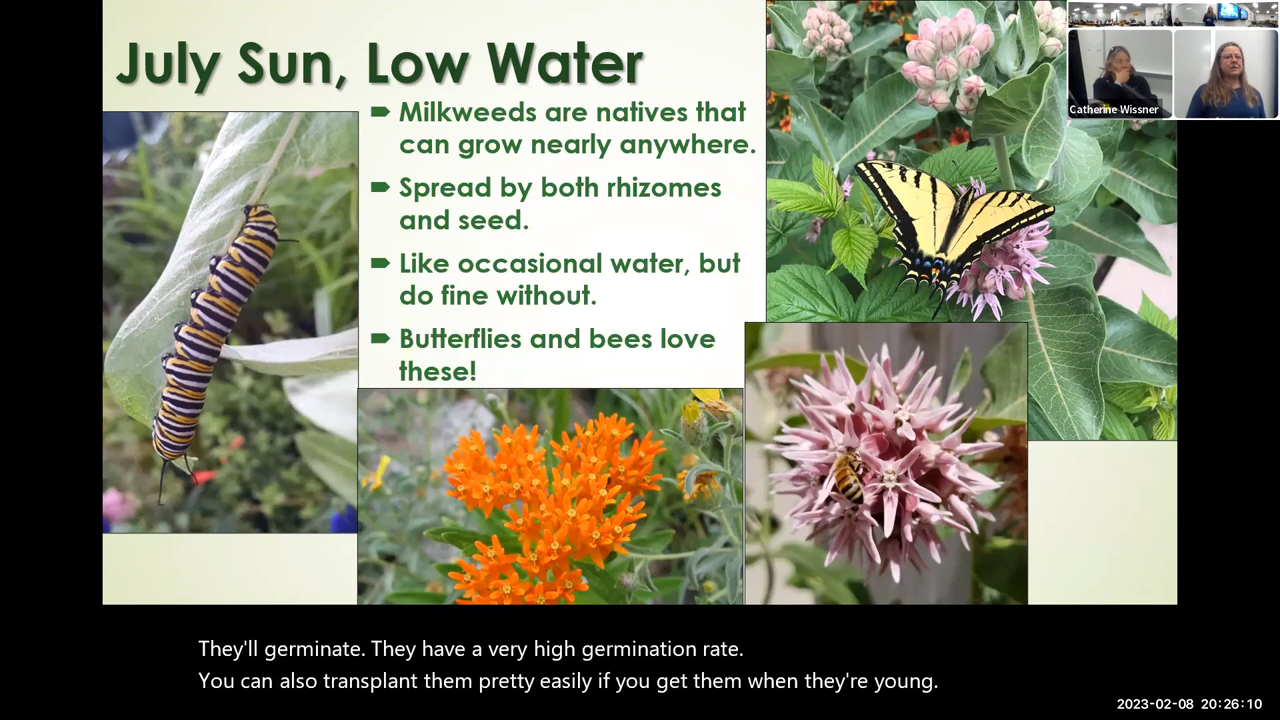 July Sun, Low Water
Milkweeds are natives that
can grow nearly anywhere.
Spread by both rhizomes
and seed.
Like occasional water, but
do fine without.
Butterflies and bees love
these!
Catherine Wissner
They'll germinate. They have a very high germination rate.
You can also transplant them pretty easily if you get them when they're young.
2023-02-08 20:26:10